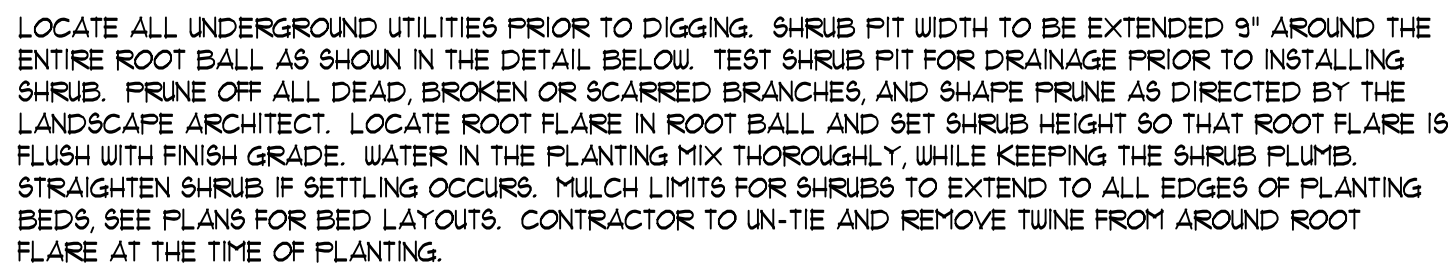 LOCATE ALL UNDERGROUND UTILITIES PRIOR TO DIGGING.  SHRUB PIT WIDTH TO BE EXTENDED 9" AROUND THE
ENTIRE ROOT BALL AS SHOWN IN THE DETAIL BELOW.  TEST SHRUB PIT FOR DRAINAGE PRIOR TO INSTALLING
SHRUB.  PRUNE OFF ALL DEAD, BROKEN OR SCARRED BRANCHES, AND SHAPE PRUNE AS DIRECTED BY THE
LANDSCAPE ARCHITECT.  LOCATE ROOT FLARE IN ROOT BALL AND SET SHRUB HEIGHT SO THAT ROOT FLARE IS
FLUSH WITH FINISH GRADE.  WATER IN THE PLANTING MIX THOROUGHLY, WHILE KEEPING THE SHRUB PLUMB.
STRAIGHTEN SHRUB IF SETTLING OCCURS.  MULCH LIMITS FOR SHRUBS TO EXTEND TO ALL EDGES OF PLANTING
BEDS, SEE PLANS FOR BED LAYOUTS.  CONTRACTOR TO UN-TIE AND REMOVE TWINE FROM AROUND ROOT
FLARE AT THE TIME OF PLANTING.